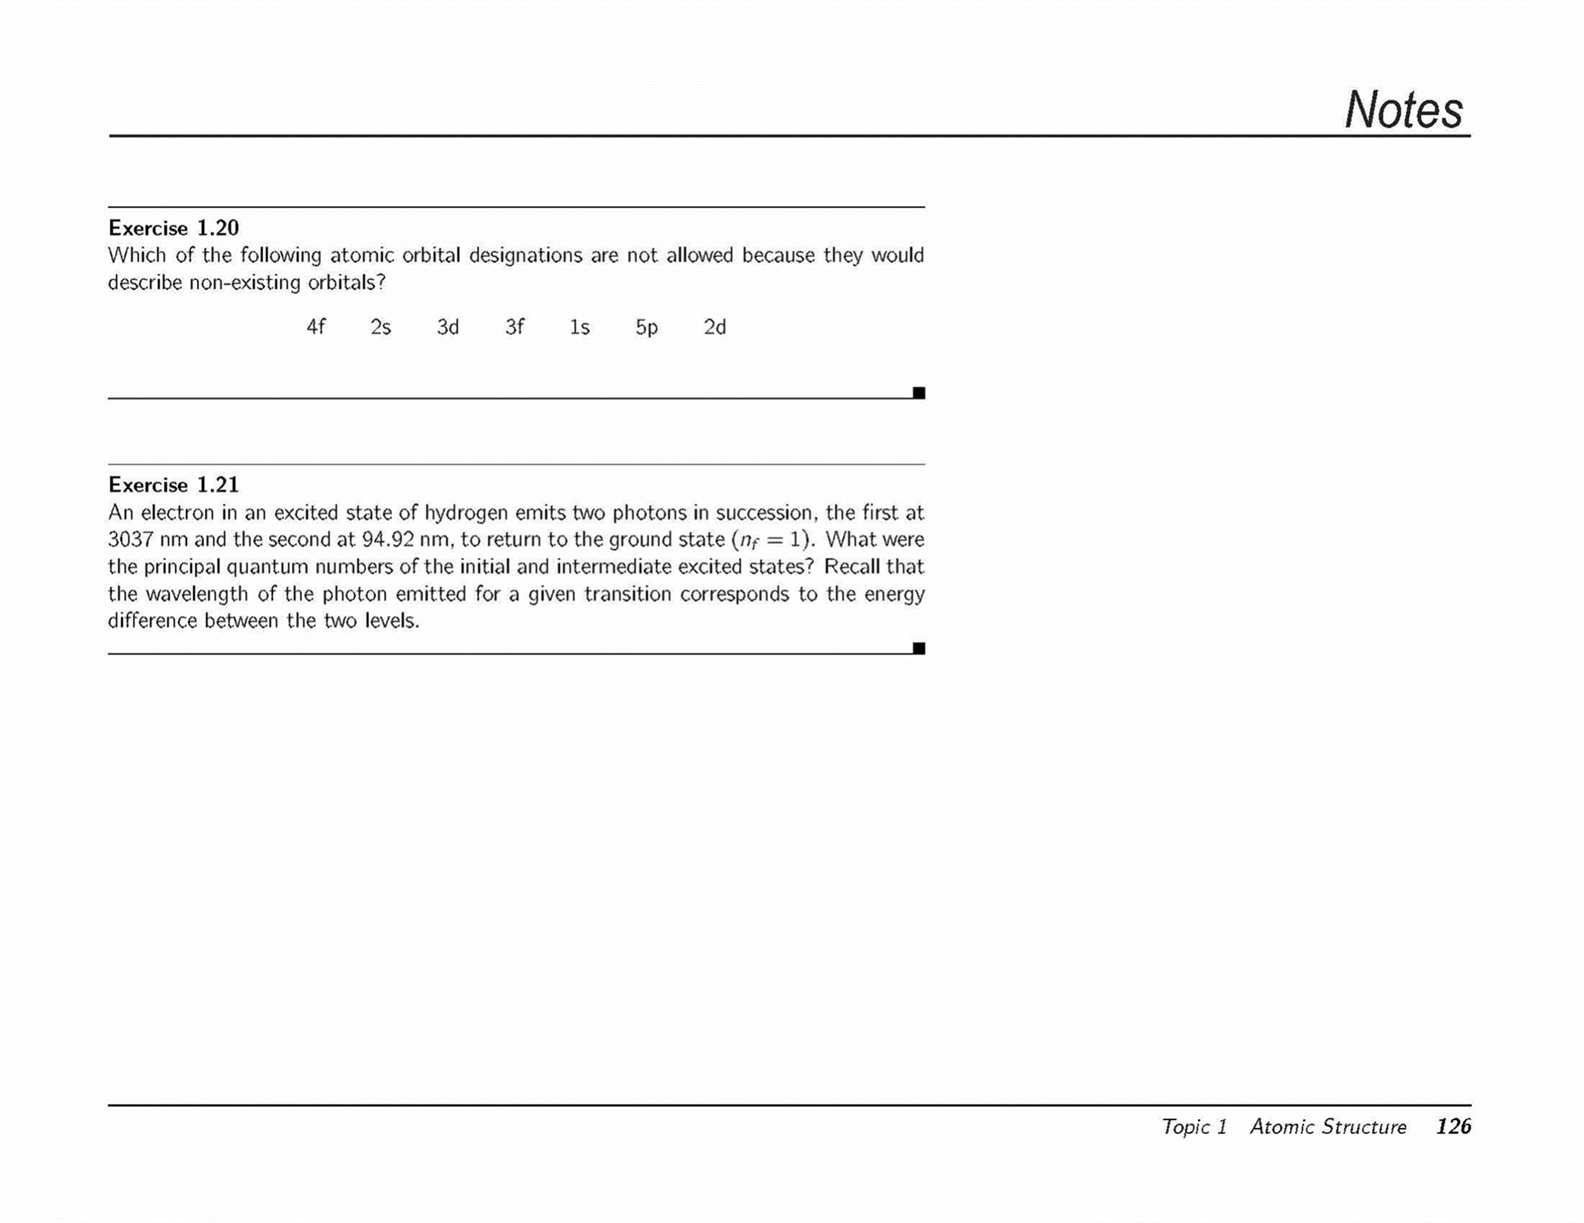 Notes
Exercise 1.20
Which of the following atomic orbital designations are not allowed because they would
describe non-existing orbitals?
4f 2s 3d 3f 1s 5p 2d
Exercise 1.21
An electron in an excited state of hydrogen emits two photons in succession, the first at
3037 nm and the second at 94.92 nm, to return to the ground state (nf = 1). What were
the principal quantum numbers of the initial and intermediate excited states? Recall that
the wavelength of the photon emitted for a given transition corresponds to the energy
difference between the two levels.
Topic 1 Atomic Structure 126